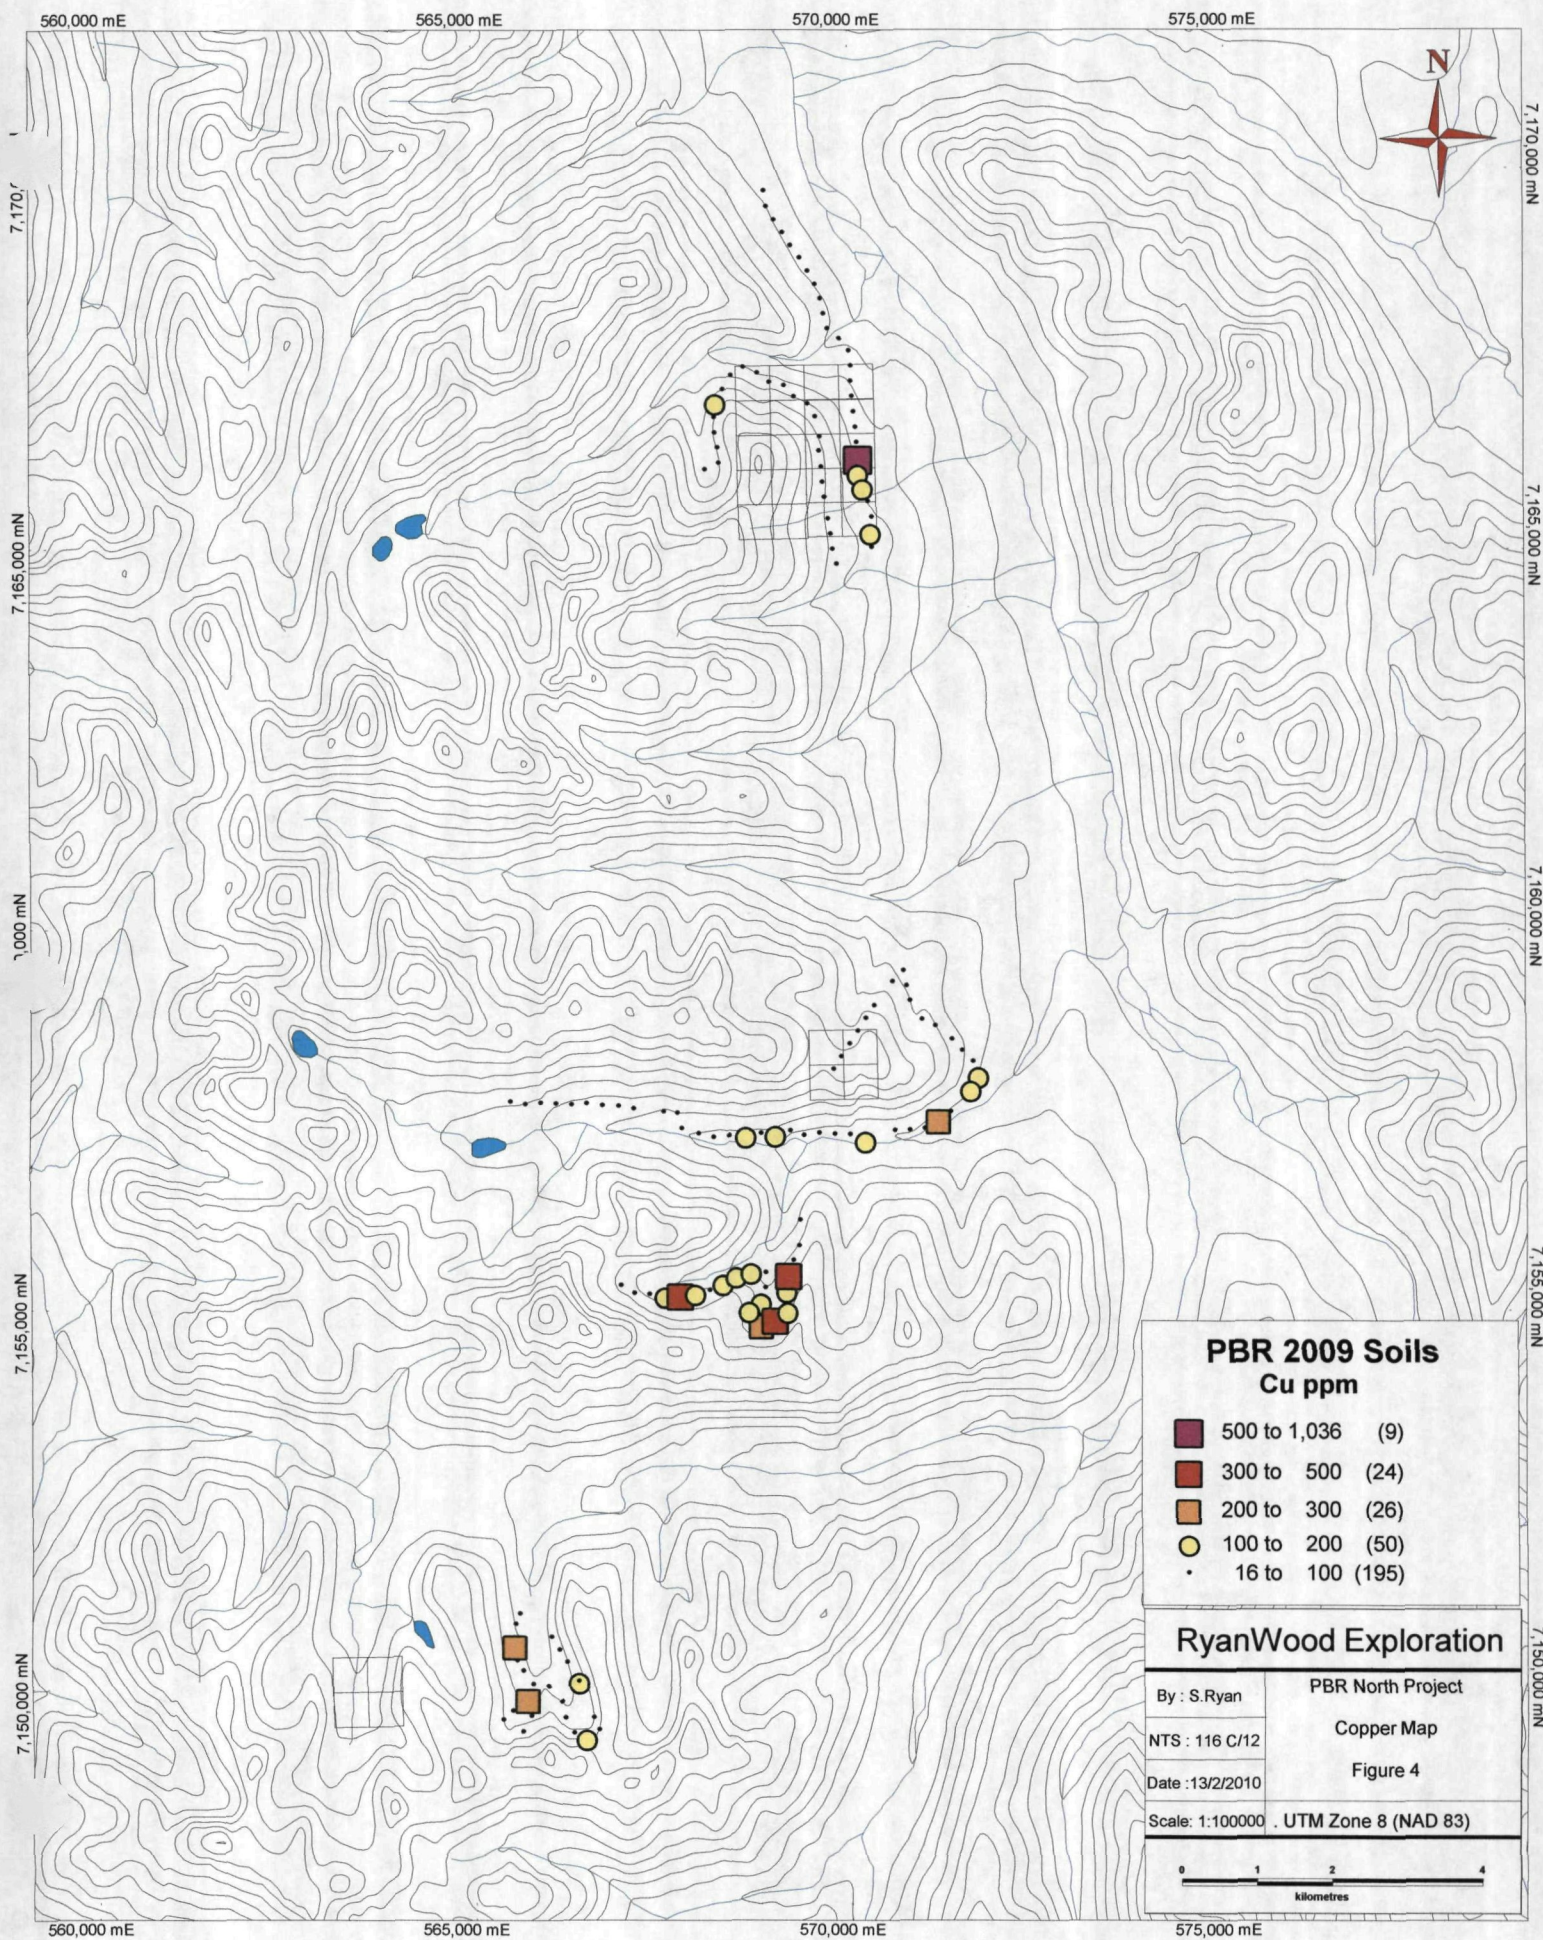 560,000 mE 565,000 mE 570,000 mE 575,000 mE
N
7,170,000 mN
7,170,
7,165,000 mN
7,165,000 mN
7,160,000 mN
,000 mN
7,155,000 mN
7,155,000 mN
PBR 2009 Soils
Cu ppm
500 to 1,036 (9)
300 to 500 (24)
200 to 300 (26)
100 to 200 (50)
16 to 100 (195)
7,150,000 mN
7,150,000 mN
RyanWood Exploration
By : S.Ryan
PBR North Project
NTS : 116 C/12
Copper Map
Date :13/2/2010
Figure 4
Scale: 1:100000
. UTM Zone 8 (NAD 83)
0 1 2 4
kilometres
560,000 mE 565,000 mE 570,000 mE 575,000 mE